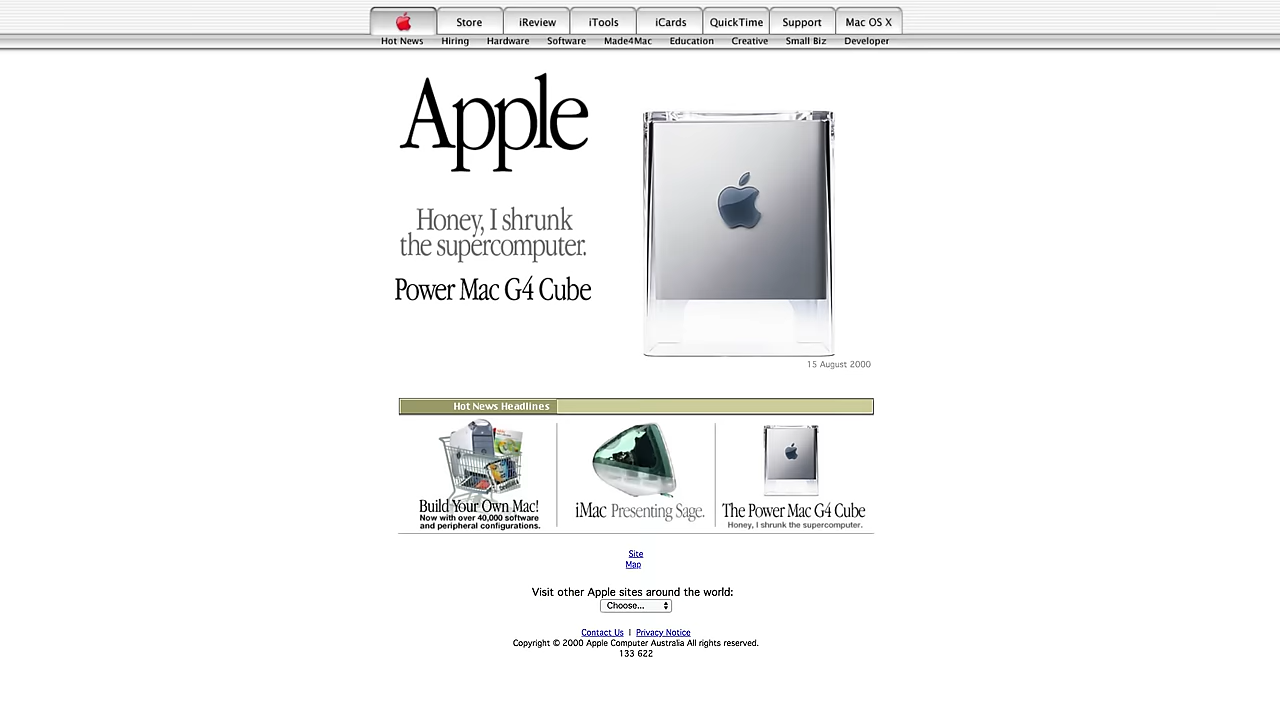 Store iReview iTools iCards QuickTime Support Mac OS X
Hot News Hiring Hardware Software Made4Mac Education Creative Small Biz Developer
Apple
Honey, I shrunk
the supercomputer.
Power Mac G4 Cube
15 August 2000
Hot News Headlines
Build Your Own Mac!
Now with over 40,000 software
and peripheral configurations.
iMac Presenting Sage.
The Power Mac G4 Cube
Honey, I shrunk the supercomputer.
Site
Map
Visit other Apple sites around the world:
Choose...
Contact Us | Privacy Notice
Copyright © 2000 Apple Computer Australia All rights reserved.
133 622